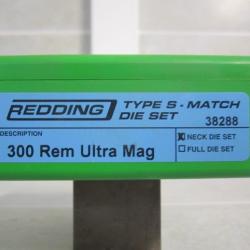 REDDING
TYPE S - MATCH
DIE SET
38288
DESCRIPTION
NECK DIE SET
300 Rem Ultra Mag
FULL DIE SET